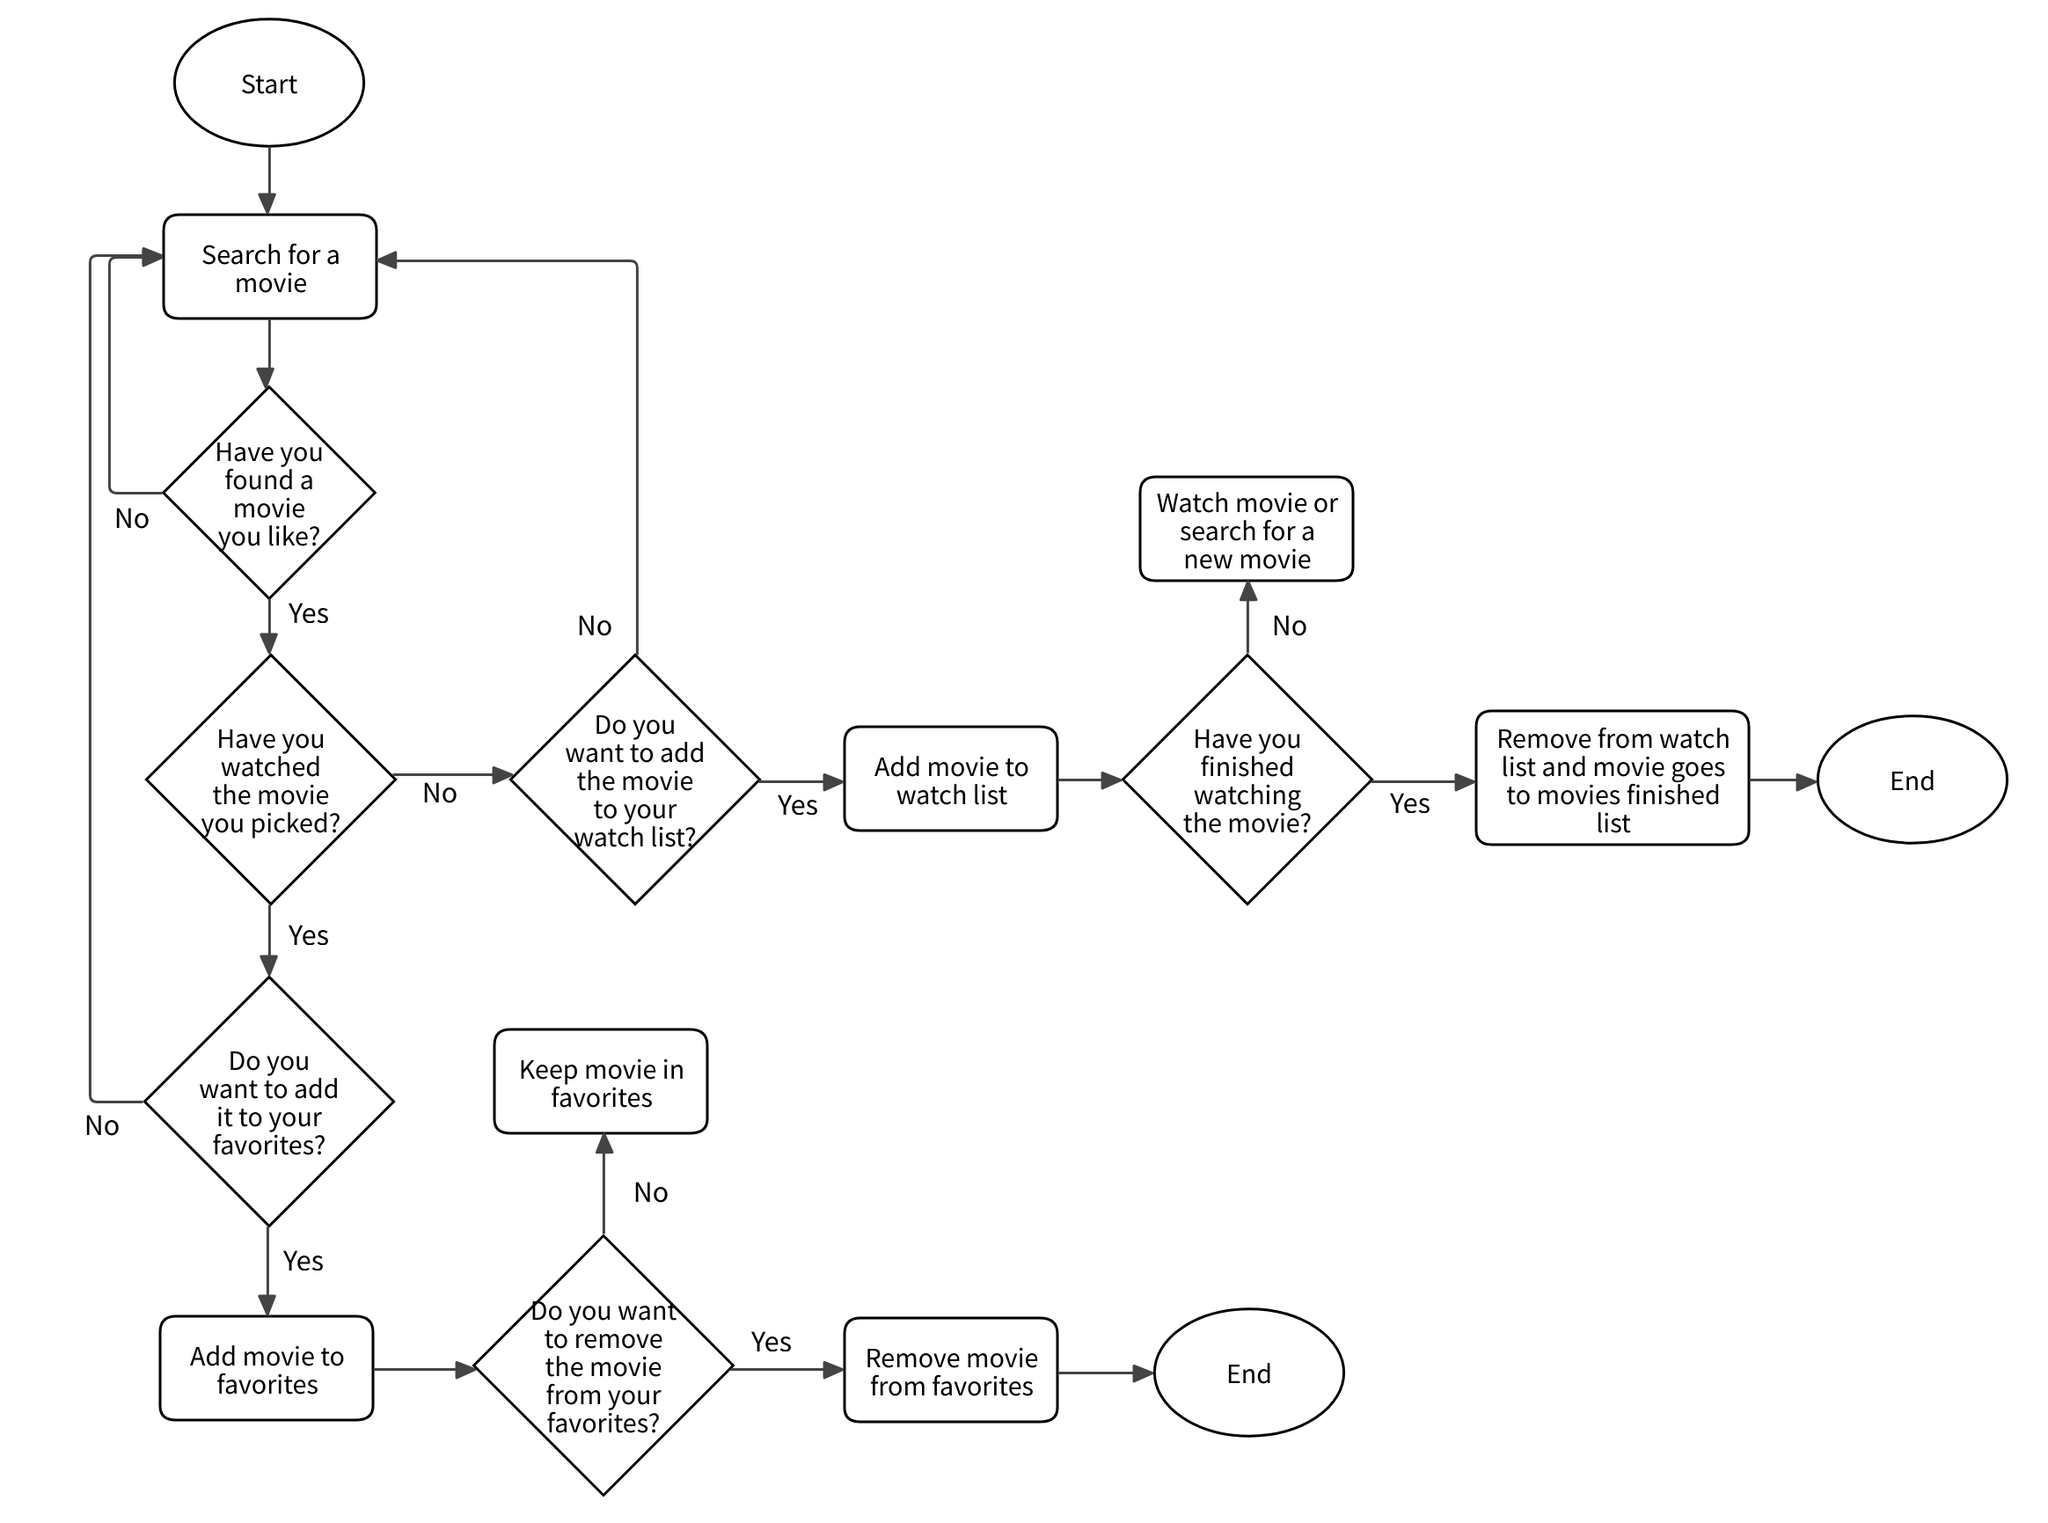 Start
Search for a
movie
Have you
found a
movie
you like?
No
Yes
Have you
watched
the movie
you picked?
No
Yes
Do you
want to add
the movie
to your
watch list?
No
Yes
Add movie to
watch list
Have you
finished
watching
the movie?
No
Watch movie or
search for a
new movie
Yes
Remove from watch
list and movie goes
to movies finished
list
End
Do you
want to add
it to your
favorites?
No
Yes
Add movie to
favorites
Do you want
to remove
the movie
from your
favorites?
No
Keep movie in
favorites
Yes
Remove movie
from favorites
End